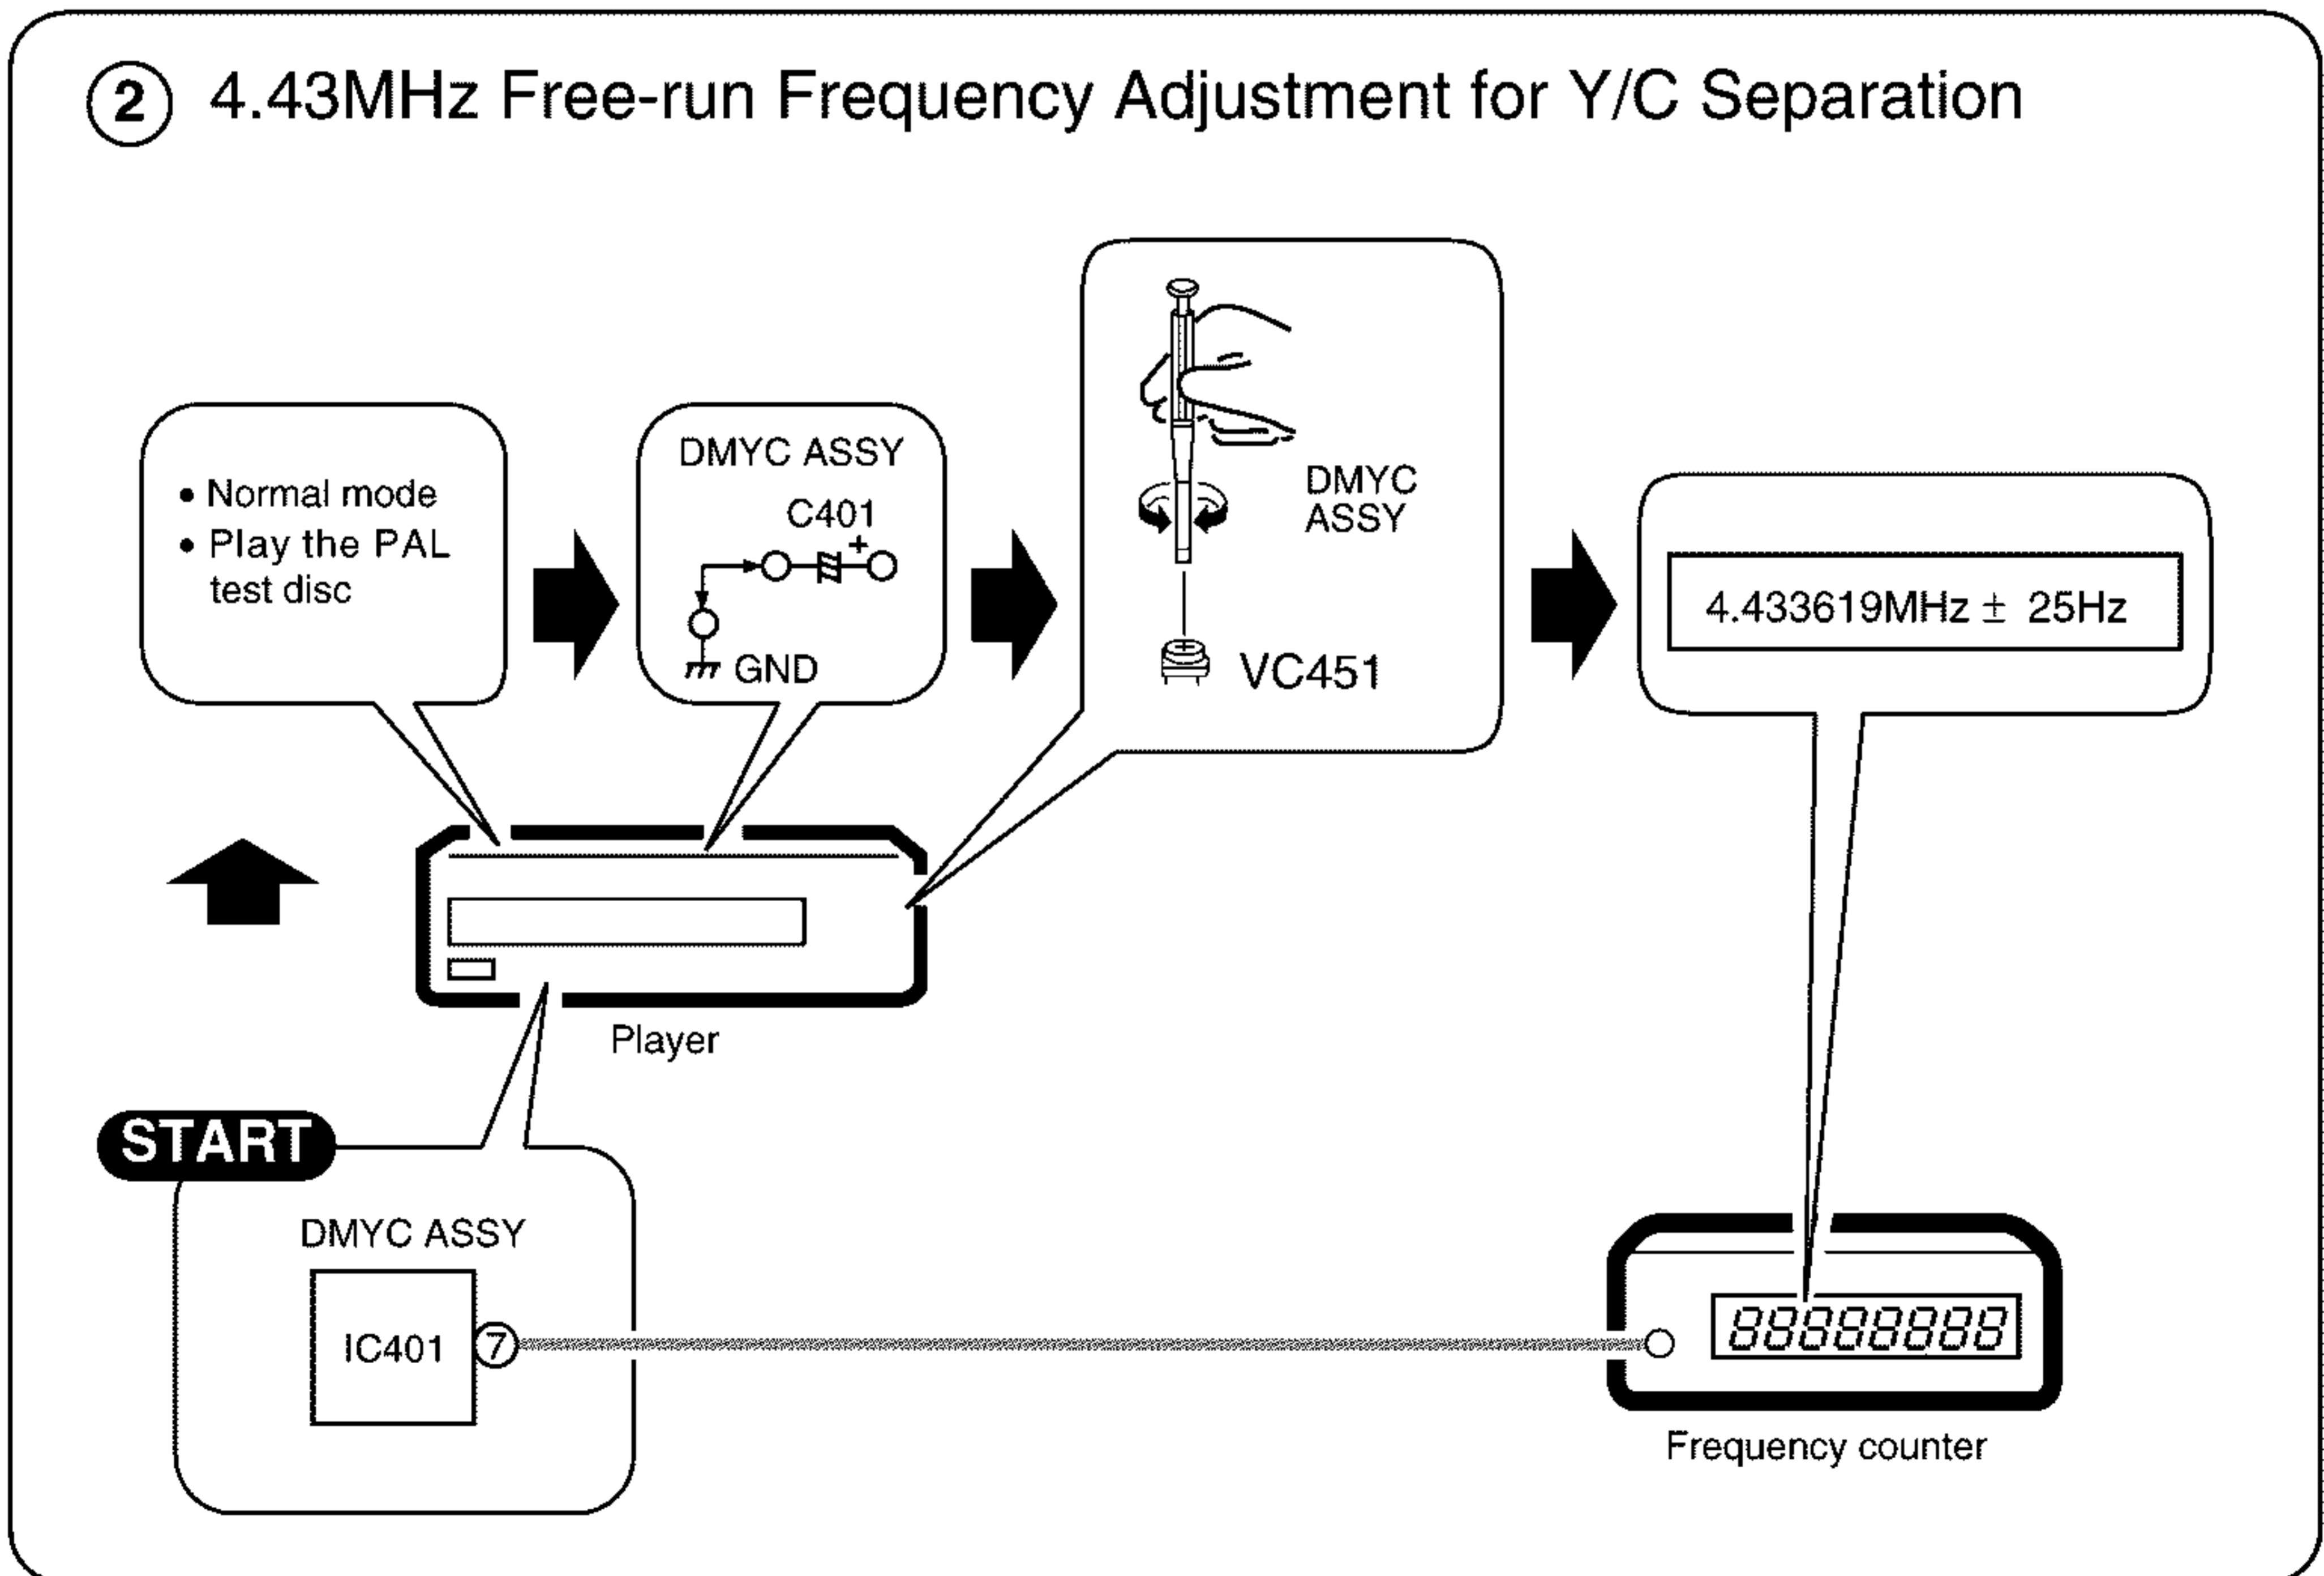 2 4.43MHz Free-run Frequency Adjustment for Y/C Separation
• Normal mode
• Play the PAL
test disc
DMYC ASSY
C401
+
GND
DMYC
ASSY
VC451
4.433619MHz ± 25Hz
Player
START
DMYC ASSY
IC401
7
88888888
Frequency counter